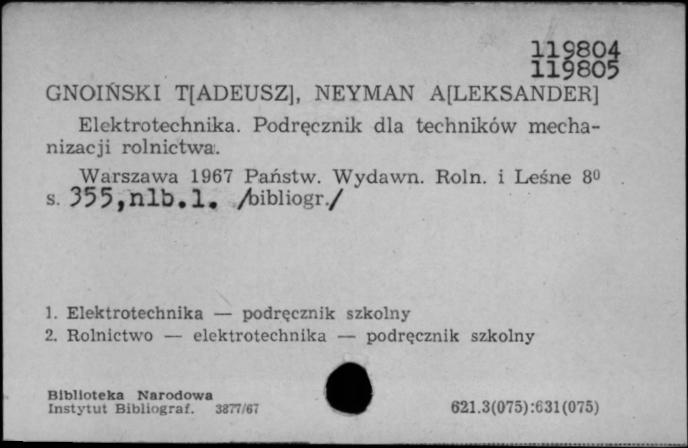 119804
119805
GNOIŃSKI T[ADEUSZ], NEYMAN A[LEKSANDER]
Elektrotechnika. Podręcznik dla techników mecha-
nizacji rolnictwa.
Warszawa 1967 Państw. Wydawn. Roln. i Leśne 8⁰
s. 355,nlb.1. /bibliogr./
1. Elektrotechnika — podręcznik szkolny
2. Rolnictwo — elektrotechnika — podręcznik szkolny
Biblioteka Narodowa
Instytut Bibliograf. 3877/67 621.3(075):631(075)